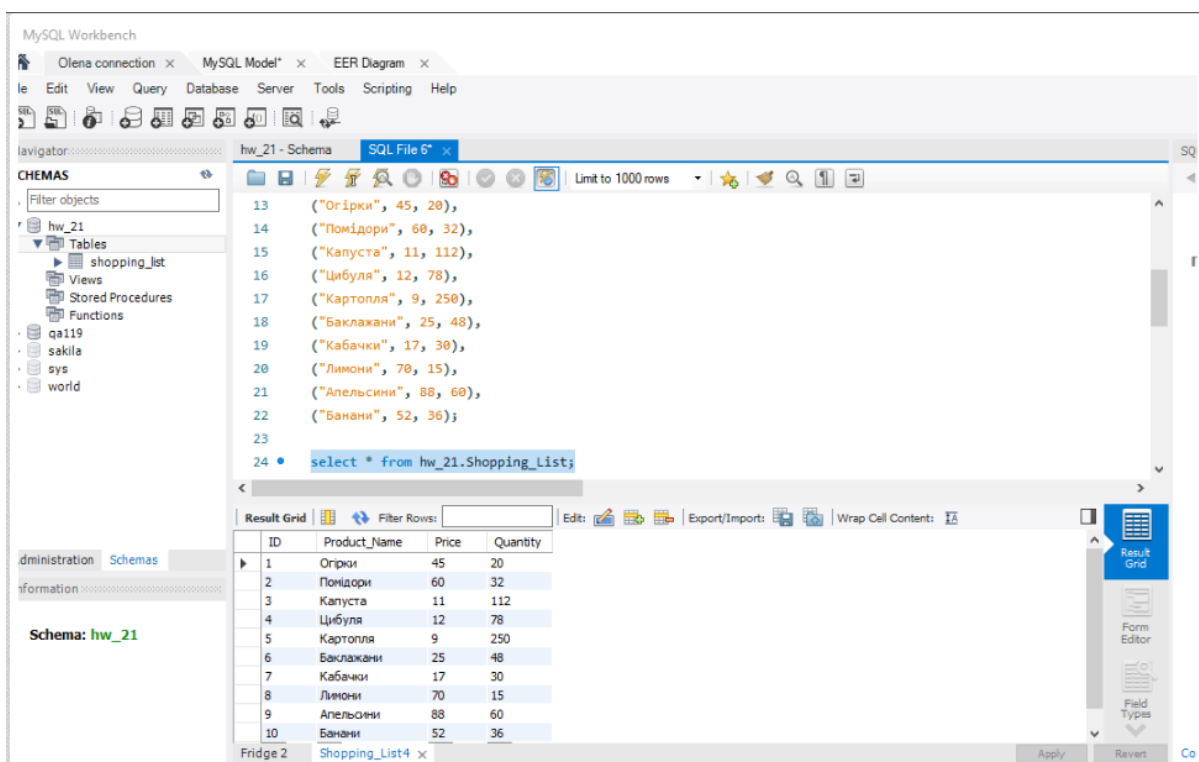 MySQL Workbench
Olena connection × MySQL Model* × EER Diagram ×
le Edit View Query Database Server Tools Scripting Help
avigator hw_21 - Schema SQL File 6* × SQ
CHEMAS
Limit to 1000 rows
Filter objects
hw_21
Tables
shopping_list
Views
Stored Procedures
Functions
qa119
sakila
sys
world
13 ("Огірки", 45, 20),
14 ("Помідори", 60, 32),
15 ("Капуста", 11, 112),
16 ("Цибуля", 12, 78),
17 ("Картопля", 9, 250),
18 ("Баклажани", 25, 48),
19 ("Кабачки", 17, 30),
20 ("Лимони", 70, 15),
21 ("Апельсини", 88, 60),
22 ("Банани", 52, 36);
23
24 select * from hw_21.Shopping_List;
Result Grid Filter Rows: Edit: Export/Import: Wrap Cell Content: IA
ID Product_Name Price Quantity
1 Огірки 45 20
2 Помідори 60 32
3 Капуста 11 112
4 Цибуля 12 78
5 Картопля 9 250
6 Баклажани 25 48
7 Кабачки 17 30
8 Лимони 70 15
9 Апельсини 88 60
10 Банани 52 36
Result Grid
Form Editor
Field Types
dministration Schemas
nformation
Schema: hw_21
Fridge 2 Shopping_List4 × Apply Revert Co